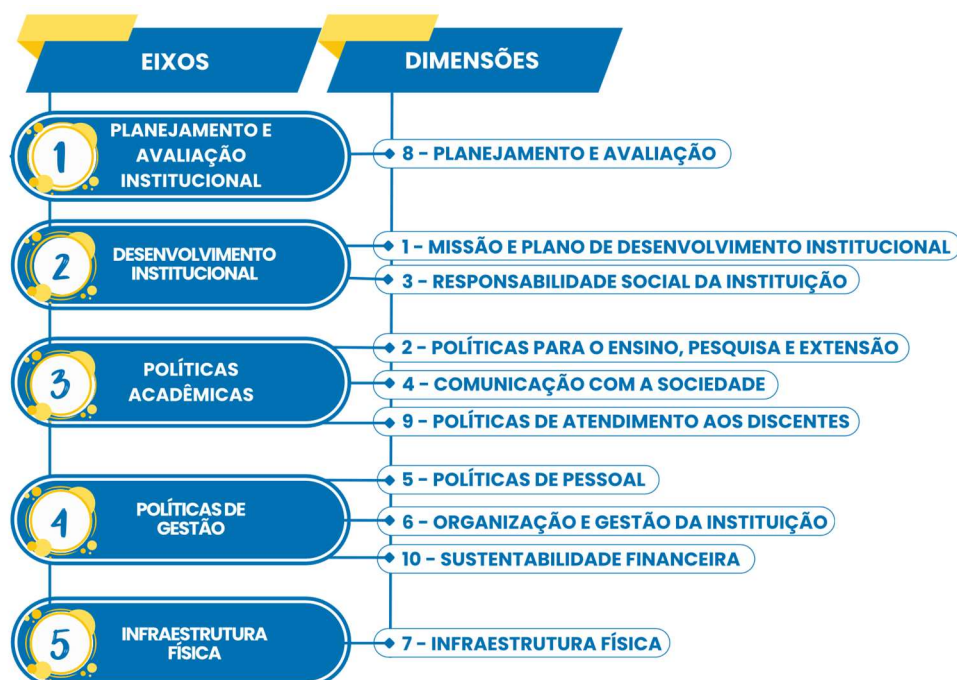 EIXOS
DIMENSÕES
1
PLANEJAMENTO E
AVALIAÇÃO
INSTITUCIONAL
8 - PLANEJAMENTO E AVALIAÇÃO
2
DESENVOLVIMENTO
INSTITUCIONAL
1 - MISSÃO E PLANO DE DESENVOLVIMENTO INSTITUCIONAL
3 - RESPONSABILIDADE SOCIAL DA INSTITUIÇÃO
3
POLÍTICAS
ACADÊMICAS
2 - POLÍTICAS PARA O ENSINO, PESQUISA E EXTENSÃO
4 - COMUNICAÇÃO COM A SOCIEDADE
9 - POLÍTICAS DE ATENDIMENTO AOS DISCENTES
4
POLÍTICAS DE
GESTÃO
5 - POLÍTICAS DE PESSOAL
6 - ORGANIZAÇÃO E GESTÃO DA INSTITUIÇÃO
10 - SUSTENTABILIDADE FINANCEIRA
5
INFRAESTRUTURA
FÍSICA
7 - INFRAESTRUTURA FÍSICA